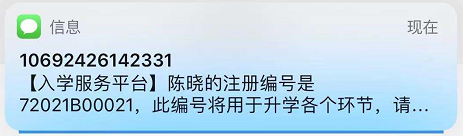 信息 现在
10692426142331
【入学服务平台】陈晓的注册编号是
72021B00021，此编号将用于升学各个环节，请...